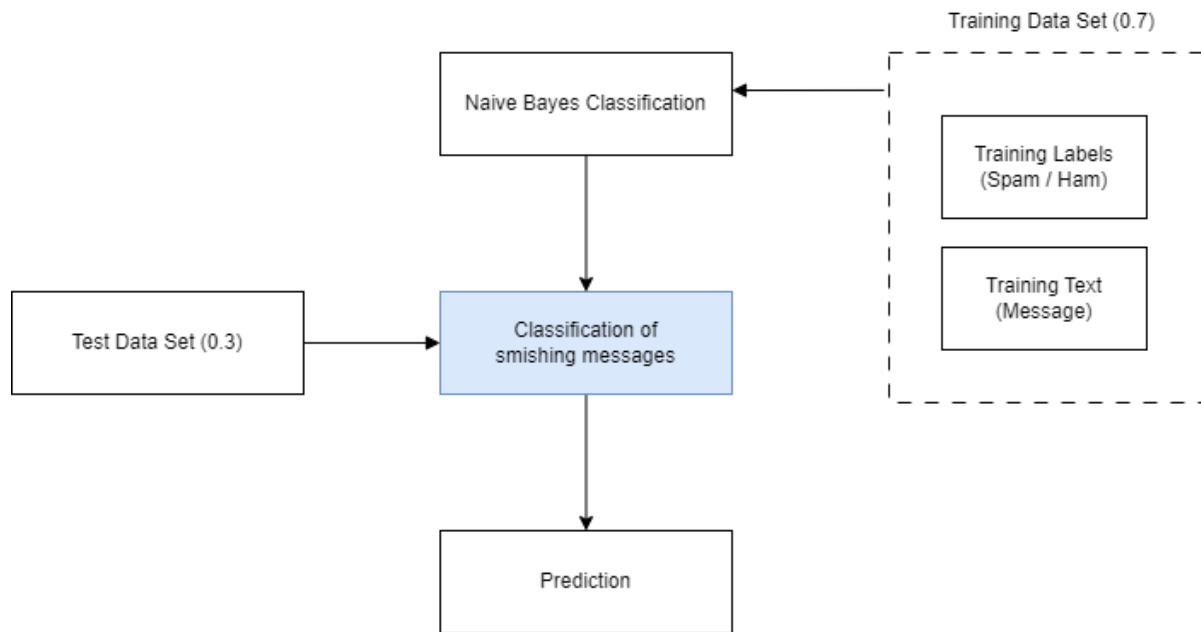 Training Data Set (0.7)
Naive Bayes Classification
Training Labels
(Spam / Ham)
Training Text
(Message)
Test Data Set (0.3)
Classification of
smishing messages
Prediction